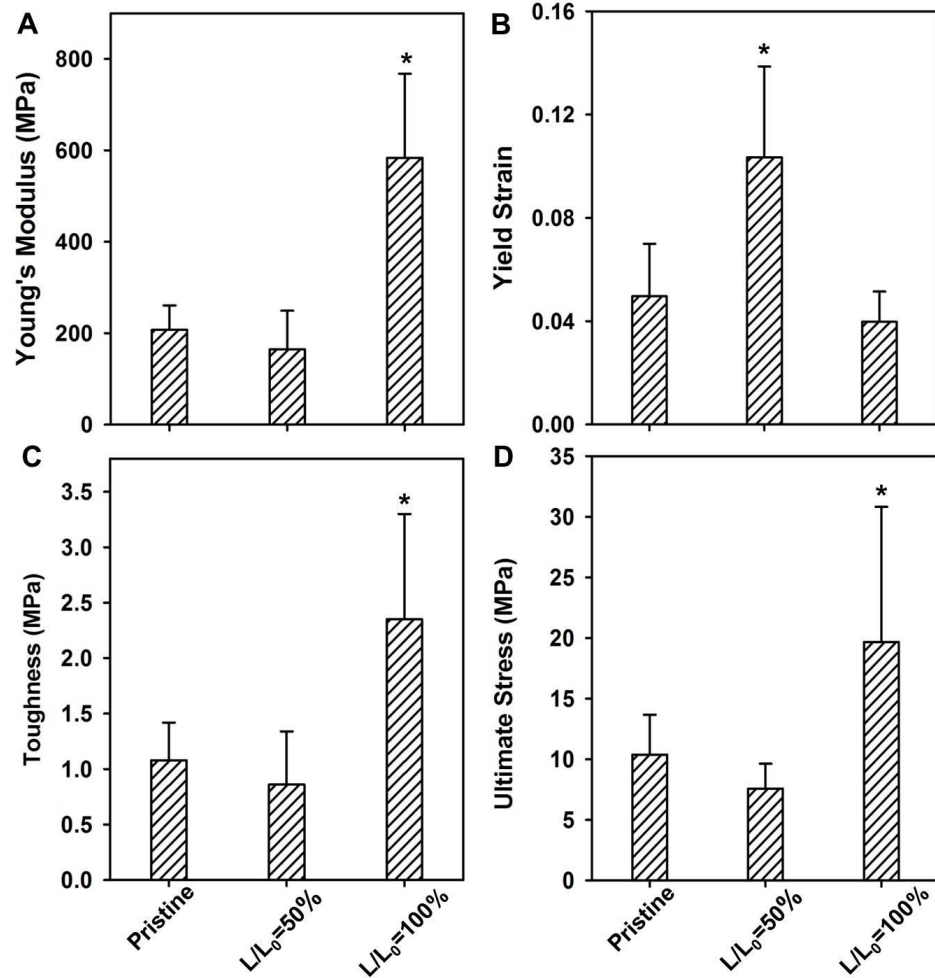 A
Young's Modulus (MPa)
800
600
400
200
0
*
B
Yield Strain
0.16
0.12
0.08
0.04
0.00
*
C
Toughness (MPa)
3.5
3.0
2.5
2.0
1.5
1.0
0.5
0.0
*
Pristine
L/L₀=50%
L/L₀=100%
D
Ultimate Stress (MPa)
35
30
25
20
15
10
5
0
*
Pristine
L/L₀=50%
L/L₀=100%